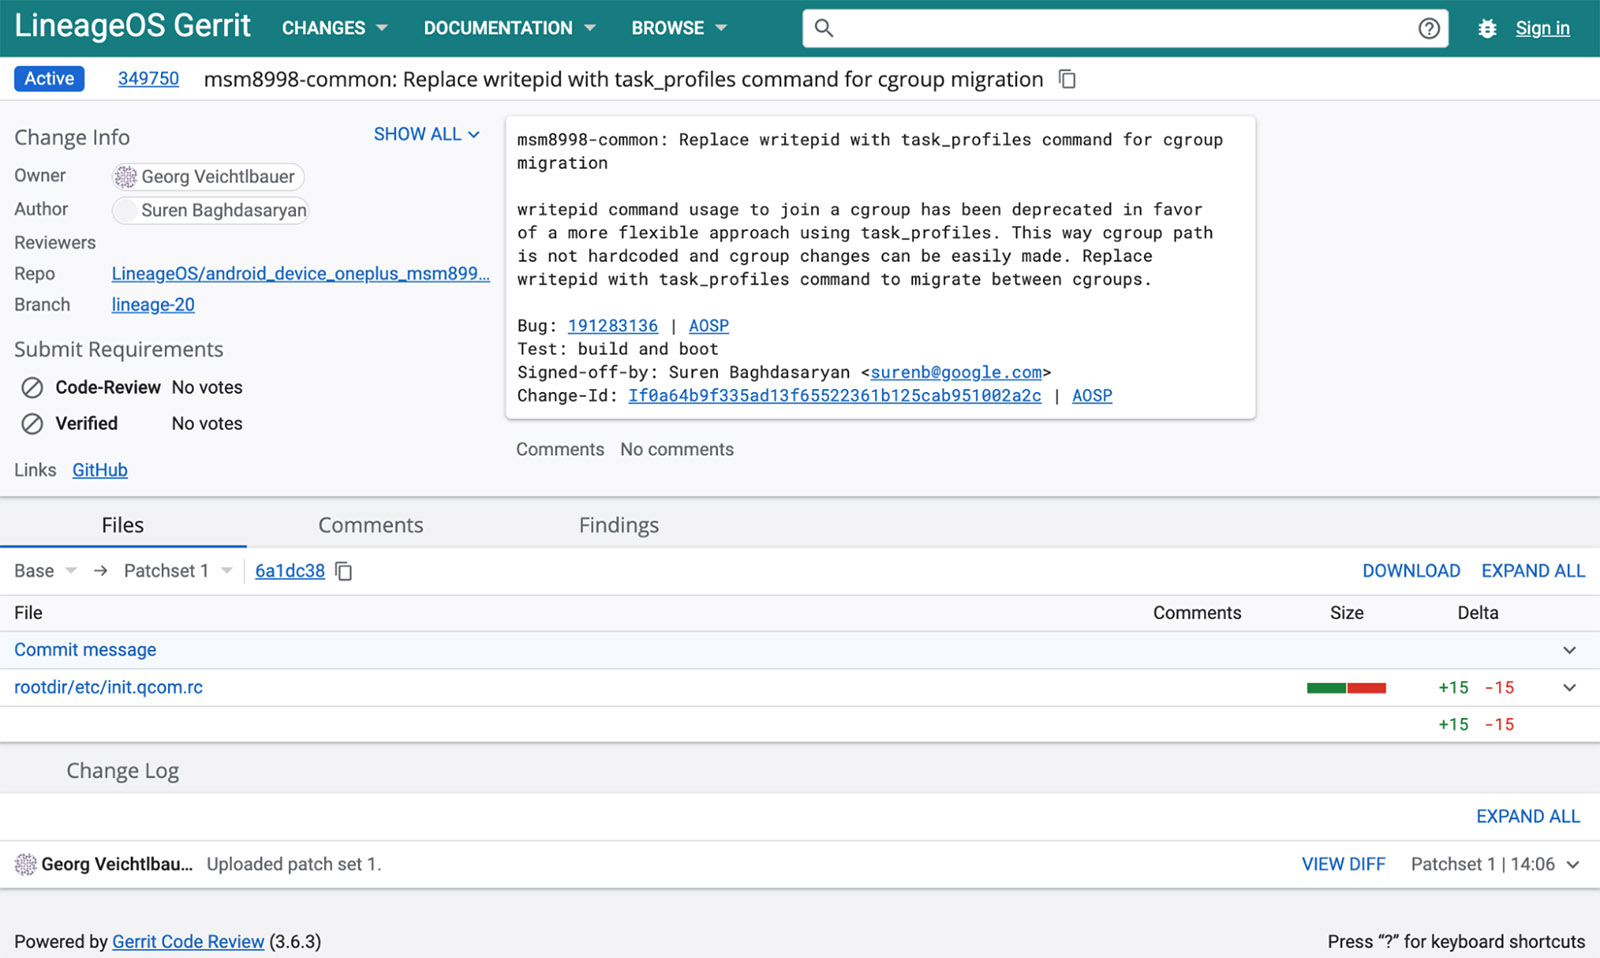 LineageOS Gerrit CHANGES DOCUMENTATION BROWSE Sign in
Active 349750 msm8998-common: Replace writepid with task_profiles command for cgroup migration
Change Info SHOW ALL
Owner Georg Veichtlbauer
Author Suren Baghdasaryan
Reviewers
Repo LineageOS/android_device_oneplus_msm899...
Branch lineage-20
Submit Requirements
Code-Review No votes
Verified No votes
Links GitHub
msm8998-common: Replace writepid with task_profiles command for cgroup
migration
writepid command usage to join a cgroup has been deprecated in favor
of a more flexible approach using task_profiles. This way cgroup path
is not hardcoded and cgroup changes can be easily made. Replace
writepid with task_profiles command to migrate between cgroups.
Bug: 191283136 | AOSP
Test: build and boot
Signed-off-by: Suren Baghdasaryan <surenb@google.com>
Change-Id: If0a64b9f335ad13f65522361b125cab951002a2c | AOSP
Comments No comments
Files Comments Findings
Base → Patchset 1 6a1dc38 DOWNLOAD EXPAND ALL
File Comments Size Delta
Commit message
rootdir/etc/init.qcom.rc +15 -15
+15 -15
Change Log
EXPAND ALL
Georg Veichtlbau... Uploaded patch set 1. VIEW DIFF Patchset 1 | 14:06
Powered by Gerrit Code Review (3.6.3) Press “?” for keyboard shortcuts